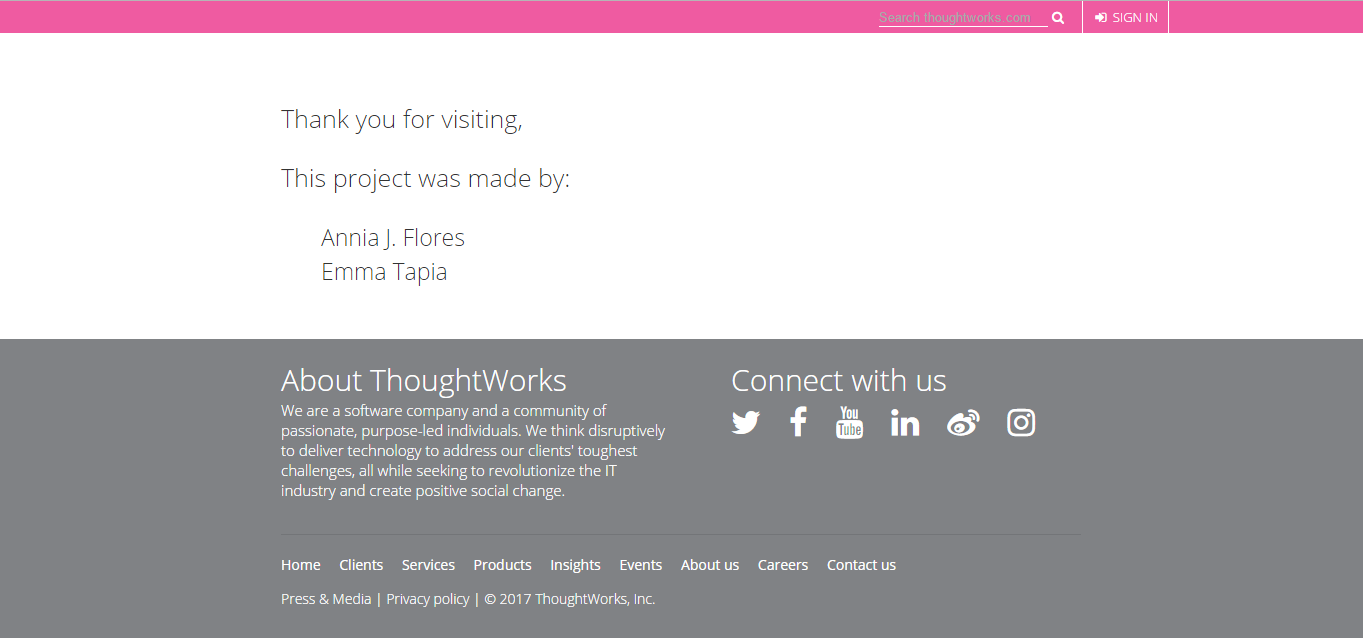 Search thoughtworks.com
SIGN IN
Thank you for visiting,
This project was made by:
Annia J. Flores
Emma Tapia
About ThoughtWorks
We are a software company and a community of
passionate, purpose-led individuals. We think disruptively
to deliver technology to address our clients' toughest
challenges, all while seeking to revolutionize the IT
industry and create positive social change.
Connect with us
You
Tube
in
Home Clients Services Products Insights Events About us Careers Contact us
Press & Media | Privacy policy | © 2017 ThoughtWorks, Inc.